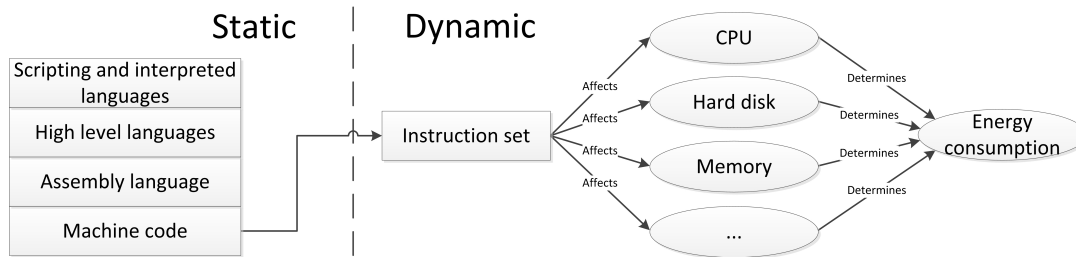 Static
Dynamic
Scripting and interpreted
languages
High level languages
Assembly language
Machine code
Instruction set
Affects
Affects
Affects
Affects
CPU
Hard disk
Memory
...
Determines
Determines
Determines
Determines
Energy
consumption